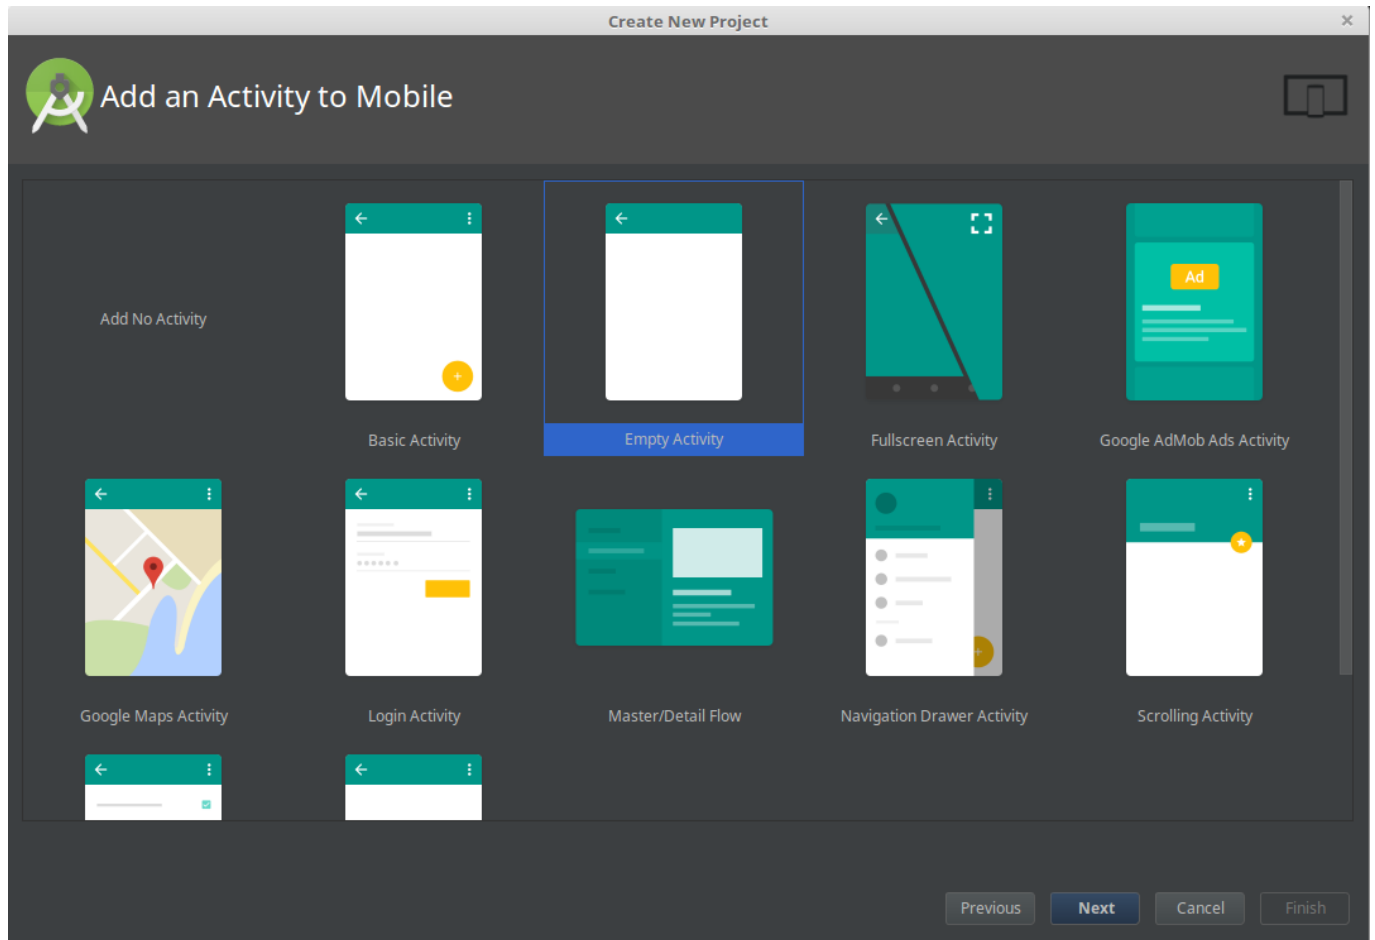 Create New Project
Add an Activity to Mobile
Add No Activity
Ad
Basic Activity
Empty Activity
Fullscreen Activity
Google AdMob Ads Activity
Google Maps Activity
Login Activity
Master/Detail Flow
Navigation Drawer Activity
Scrolling Activity
Previous
Next
Cancel
Finish